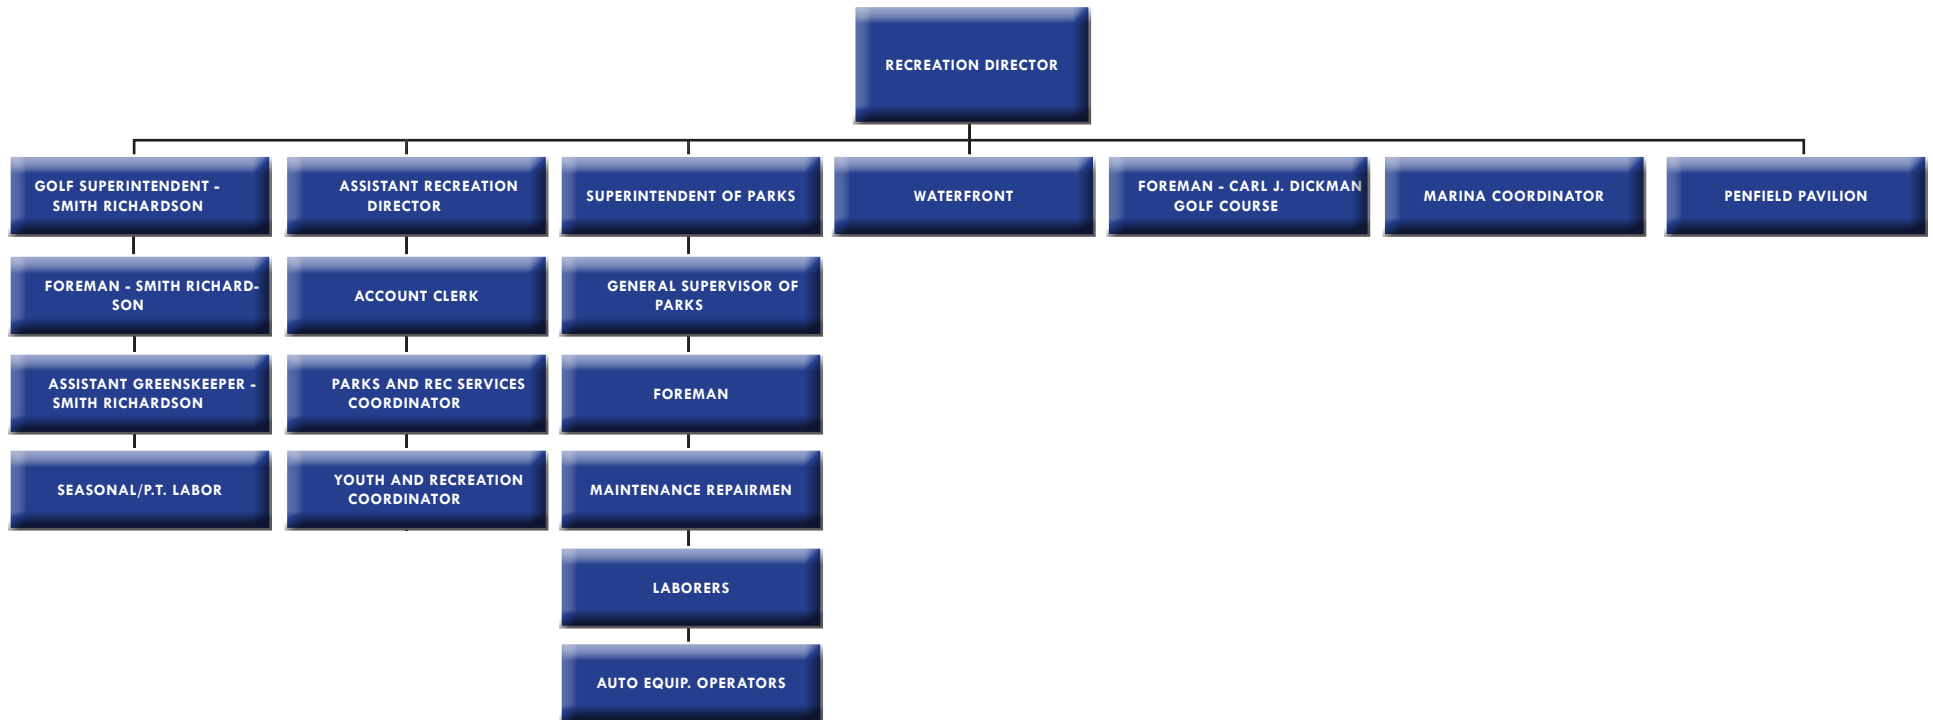 RECREATION DIRECTOR
GOLF SUPERINTENDENT -
SMITH RICHARDSON
ASSISTANT RECREATION
DIRECTOR
SUPERINTENDENT OF PARKS
WATERFRONT
FOREMAN - CARL J. DICKMAN
GOLF COURSE
MARINA COORDINATOR
PENFIELD PAVILION
FOREMAN - SMITH RICHARD-
SON
ACCOUNT CLERK
GENERAL SUPERVISOR OF
PARKS
ASSISTANT GREENSKEEPER -
SMITH RICHARDSON
PARKS AND REC SERVICES
COORDINATOR
FOREMAN
SEASONAL/P.T. LABOR
YOUTH AND RECREATION
COORDINATOR
MAINTENANCE REPAIRMEN
LABORERS
AUTO EQUIP. OPERATORS